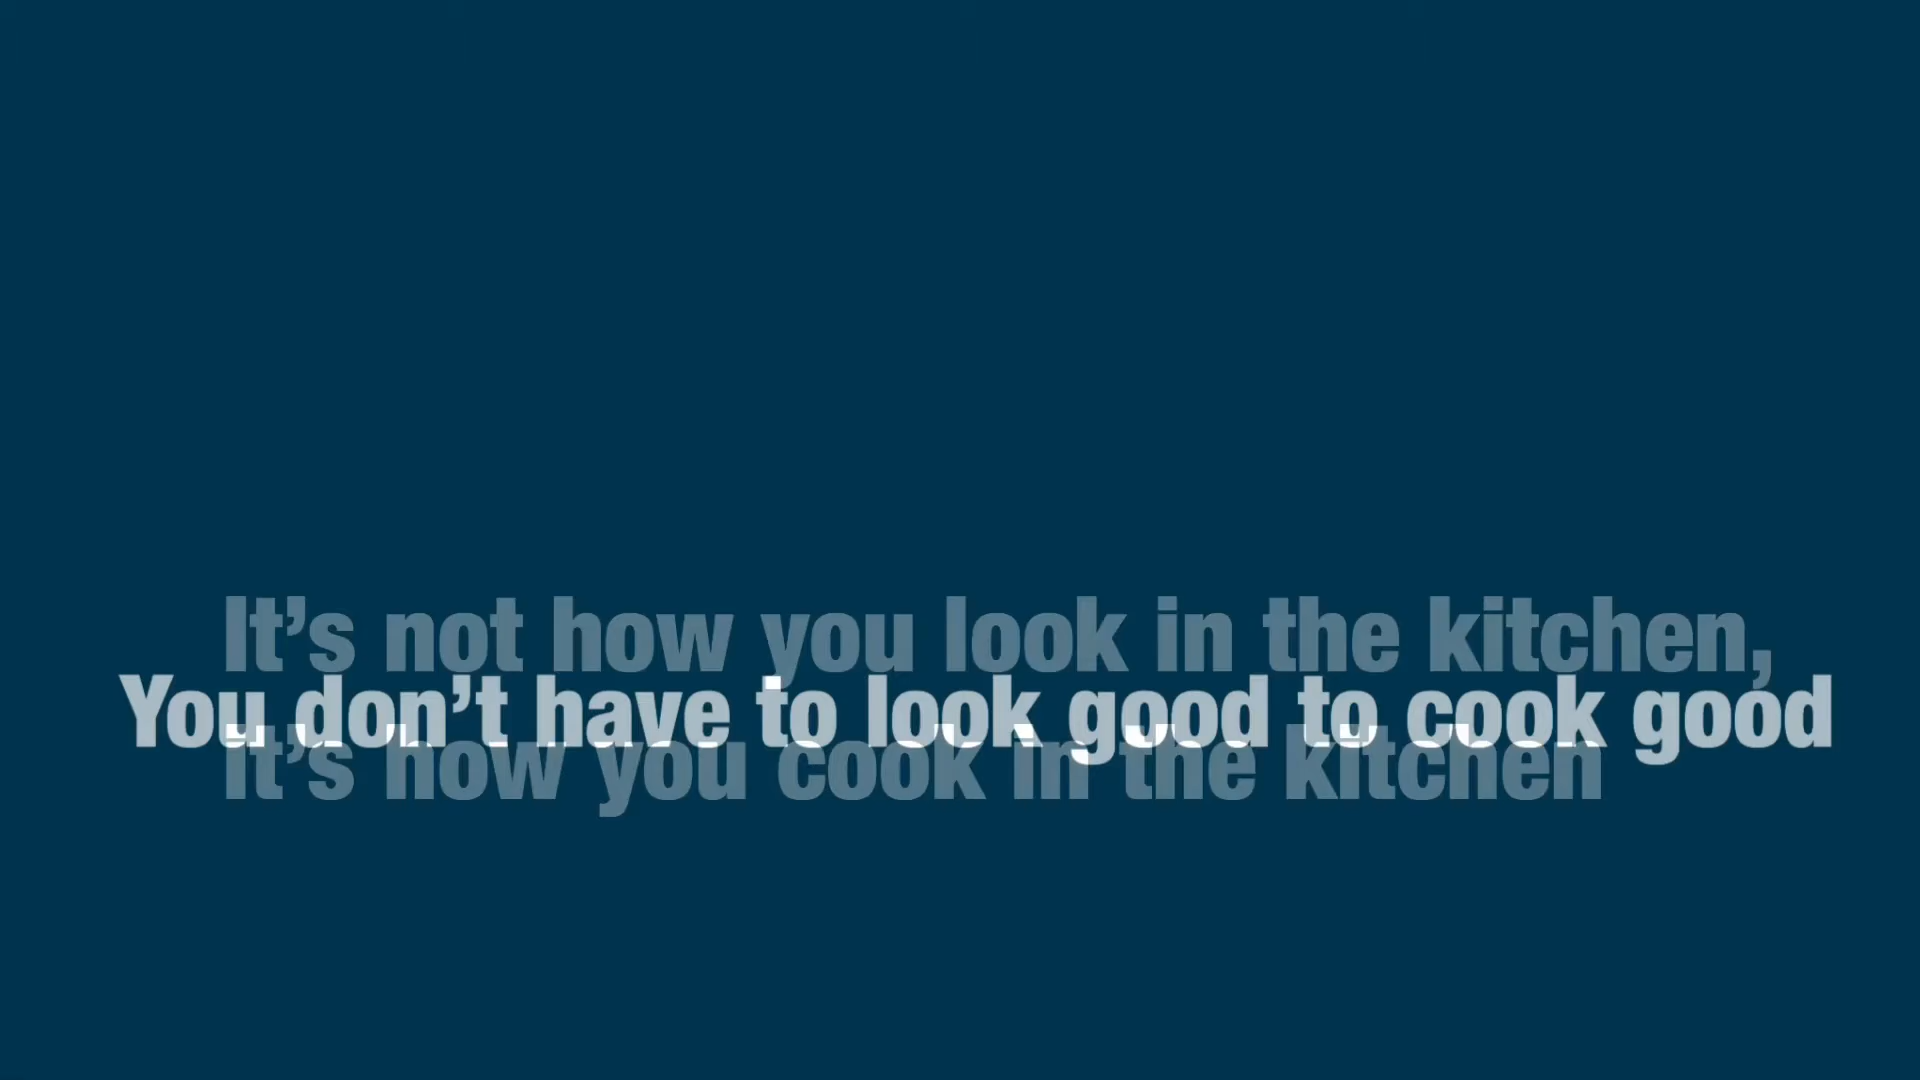 It’s not how you look in the kitchen,
You don’t have to look good to cook good
it’s how you cook in the kitchen